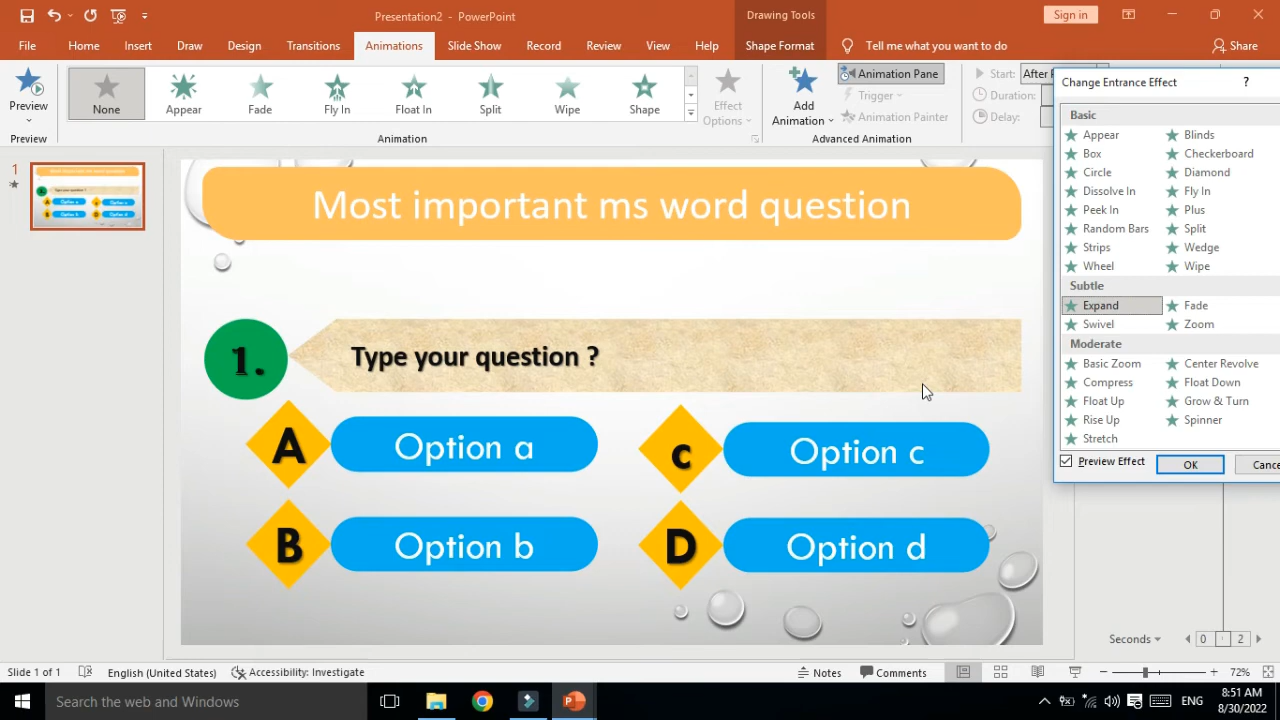 Presentation2 - PowerPoint
Drawing Tools
Sign in
File
Home
Insert
Draw
Design
Transitions
Animations
Slide Show
Record
Review
View
Help
Shape Format
Tell me what you want to do
Share
Preview
None
Appear
Fade
Fly In
Float In
Split
Wipe
Shape
Effect
Options
Add
Animation
Animation Pane
Trigger
Animation Painter
Start:
After
Duration:
Delay:
Preview
Animation
Advanced Animation
Change Entrance Effect
?
Basic
Appear
Blinds
Box
Checkerboard
Circle
Diamond
Dissolve In
Fly In
Peek In
Plus
Random Bars
Split
Strips
Wedge
Wheel
Wipe
Subtle
Expand
Fade
Swivel
Zoom
Moderate
Basic Zoom
Center Revolve
Compress
Float Down
Float Up
Grow & Turn
Rise Up
Spinner
Stretch
Preview Effect
OK
Cance
1
Most important ms word question
1.
Type your question ?
A
Option a
c
Option c
B
Option b
D
Option d
Seconds
0
2
Slide 1 of 1
English (United States)
Accessibility: Investigate
Notes
Comments
72%
Search the web and Windows
ENG
8:51 AM
8/30/2022